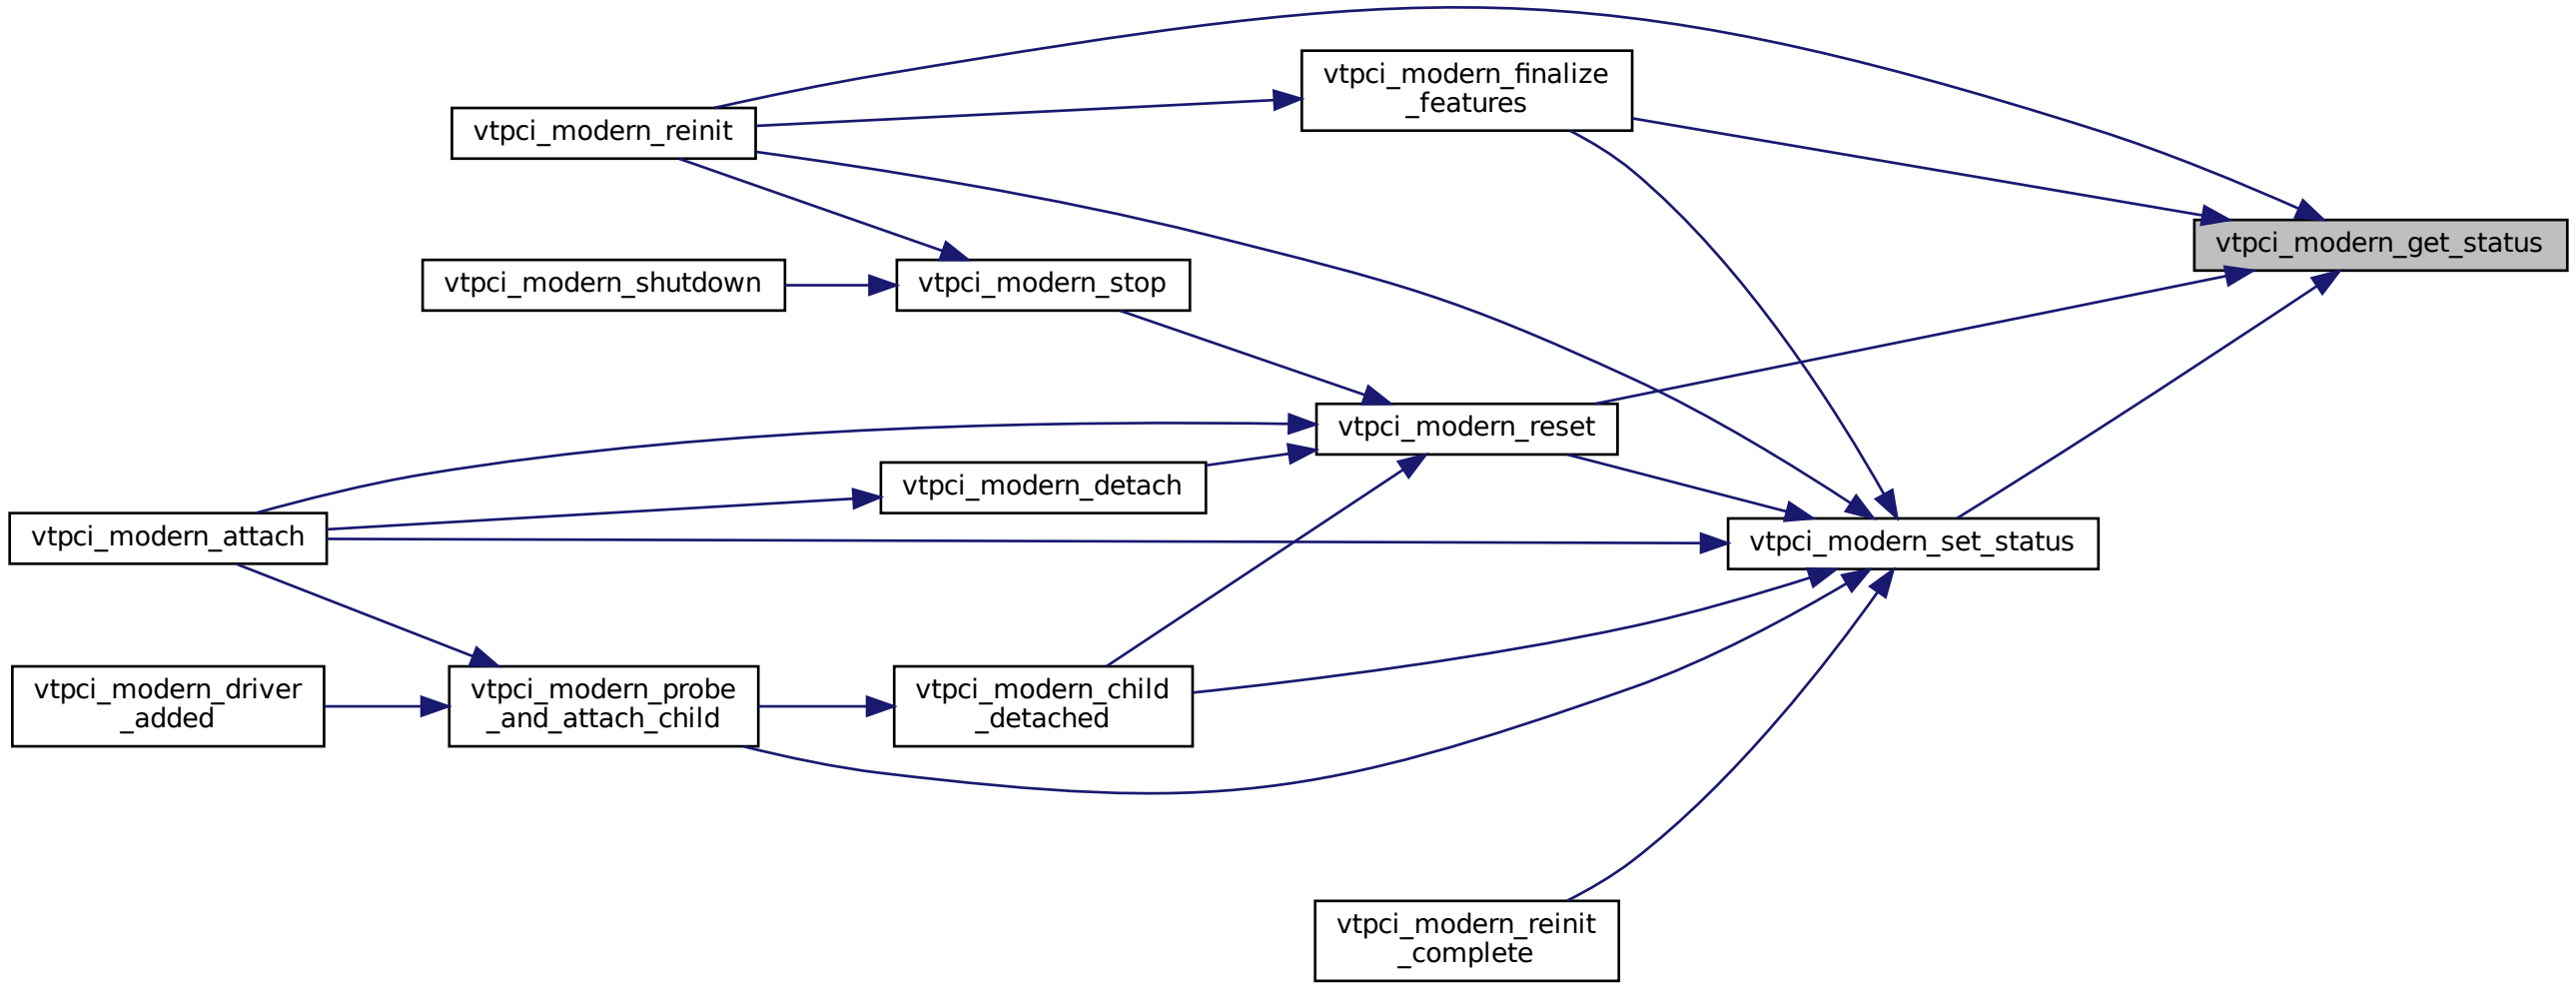 vtpci_modern_finalize
_features
vtpci_modern_reinit
vtpci_modern_get_status
vtpci_modern_shutdown
vtpci_modern_stop
vtpci_modern_reset
vtpci_modern_detach
vtpci_modern_attach
vtpci_modern_set_status
vtpci_modern_driver
_added
vtpci_modern_probe
_and_attach_child
vtpci_modern_child
_detached
vtpci_modern_reinit
_complete